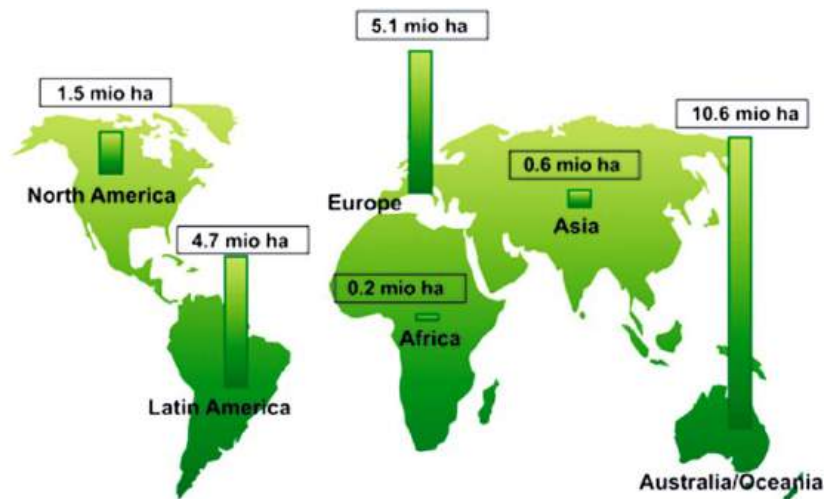 5.1 mio ha
1.5 mio ha
10.6 mio ha
0.6 mio ha
North America
Europe
Asia
4.7 mio ha
0.2 mio ha
Africa
Latin America
Australia/Oceania